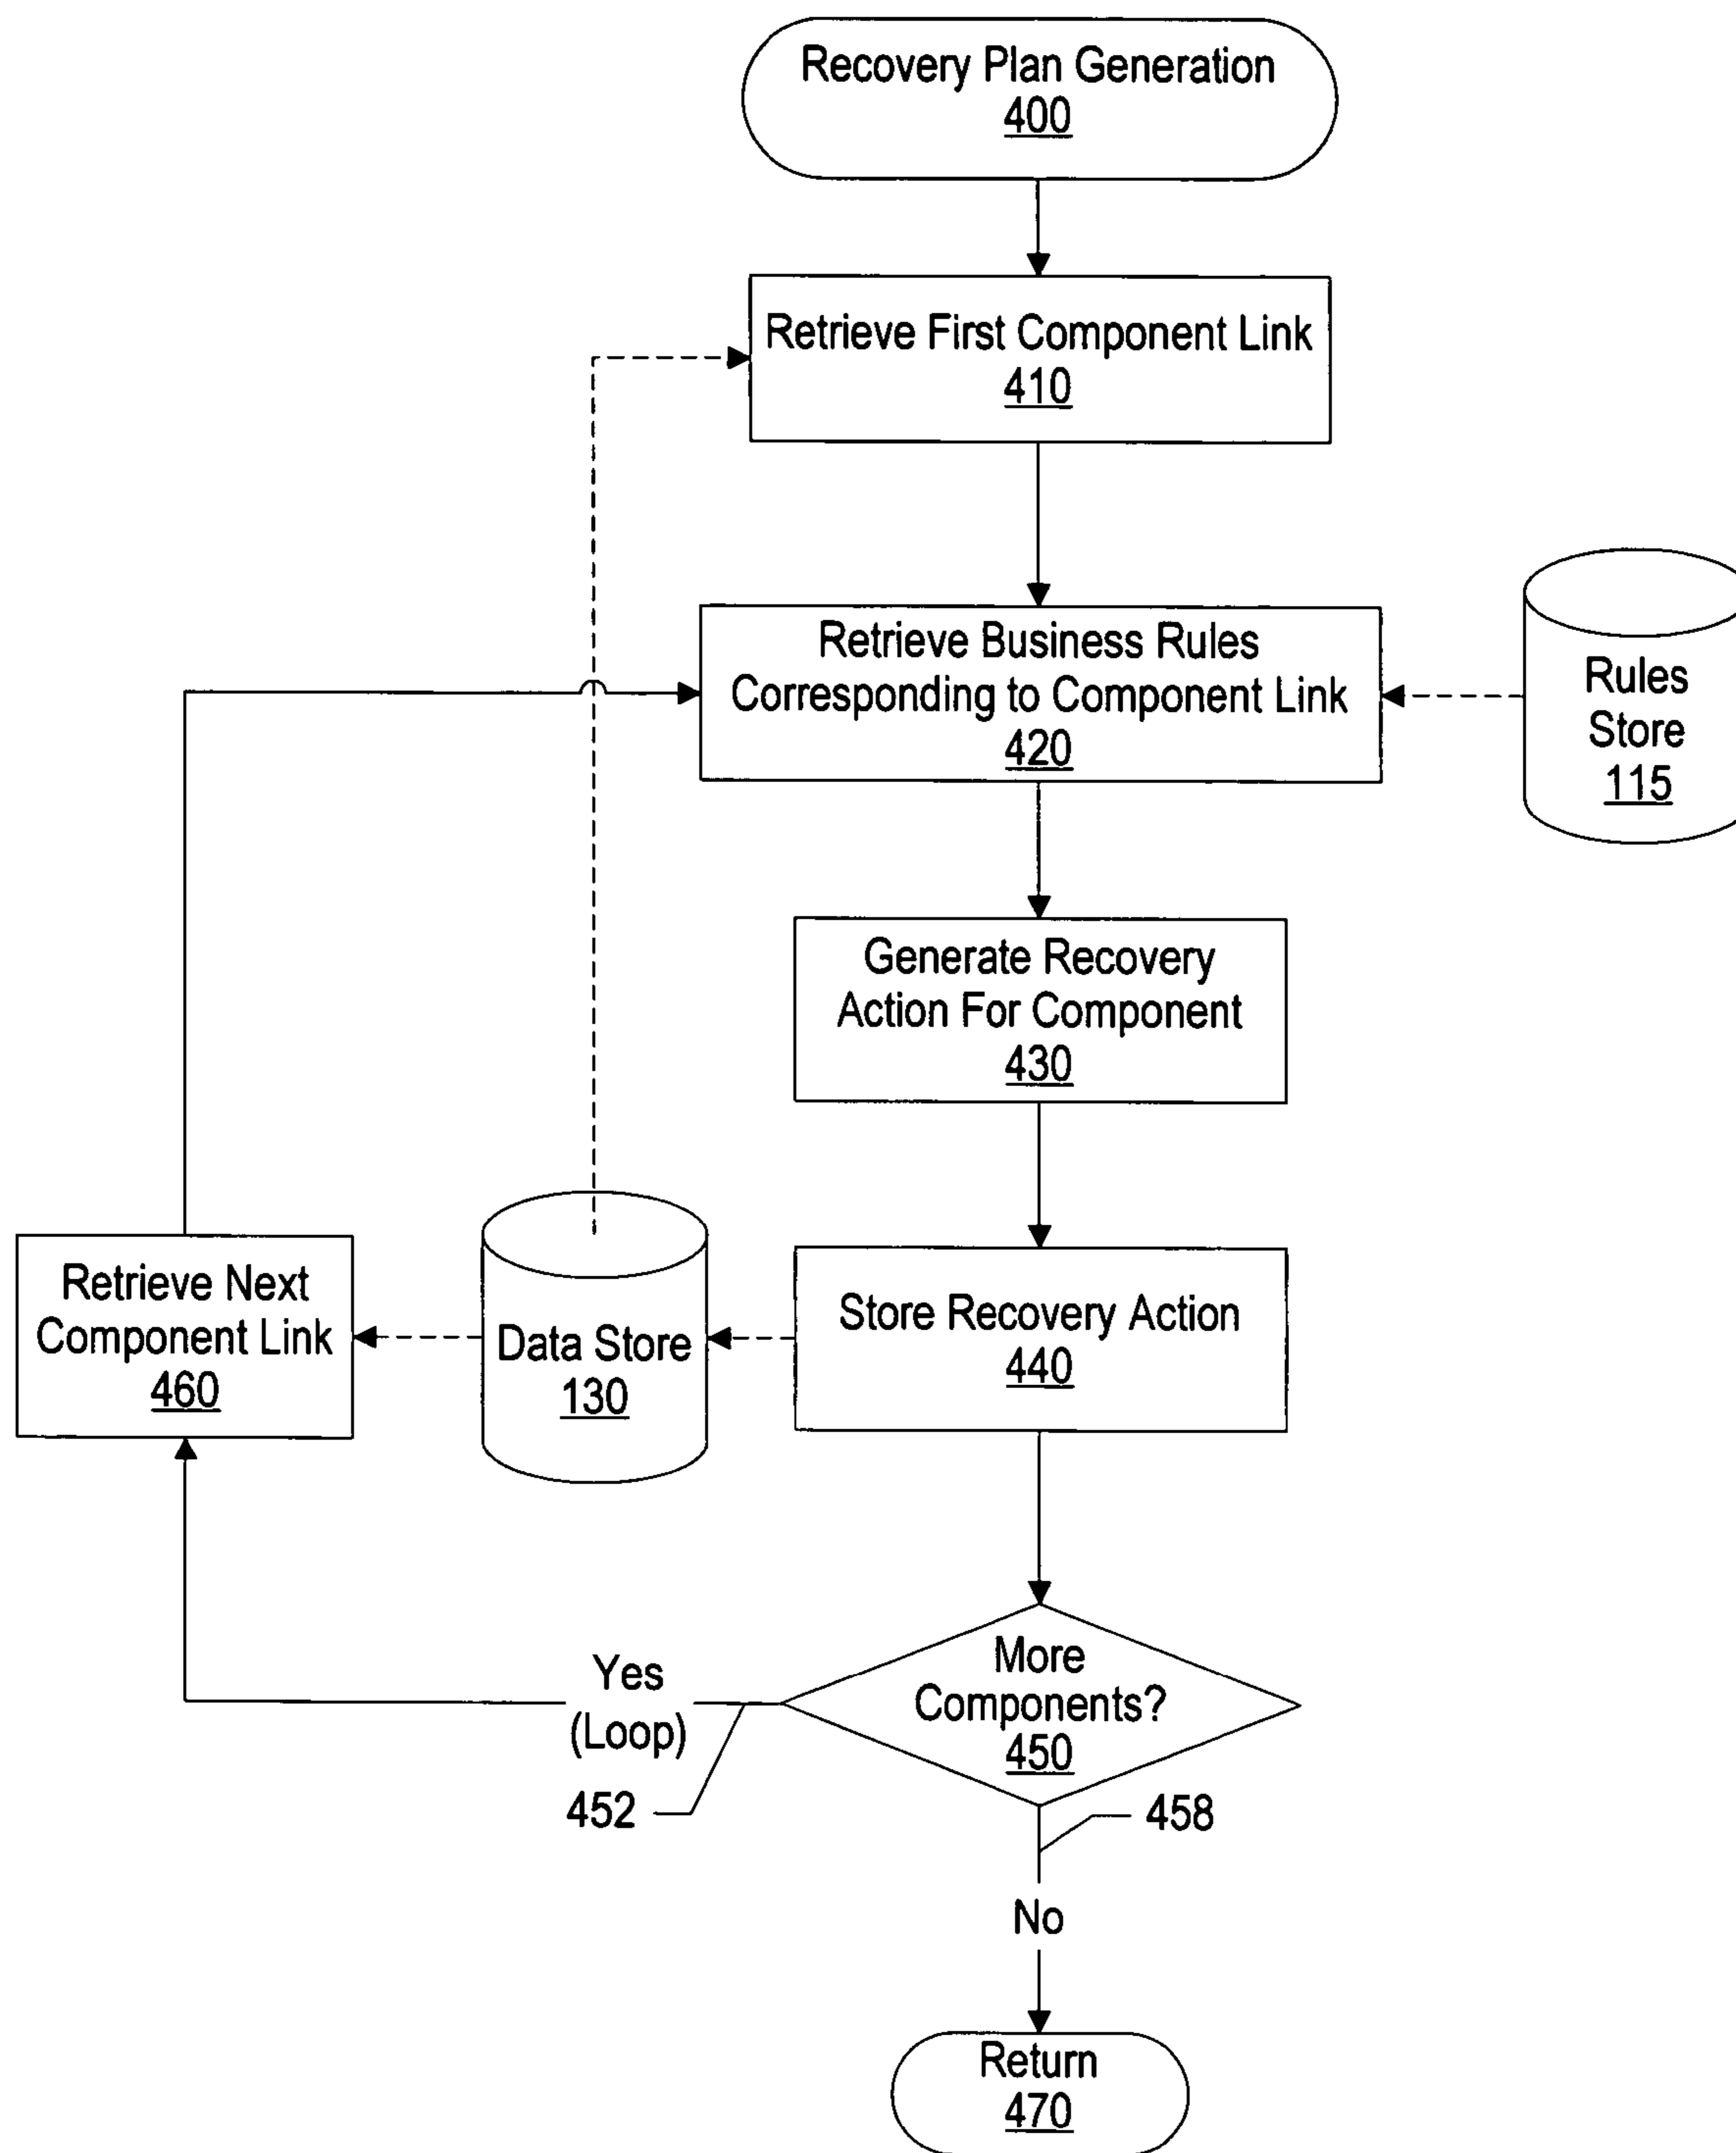 Recovery Plan Generation
400
Retrieve First Component Link
410
Retrieve Business Rules
Corresponding to Component Link
420
Rules
Store
115
Generate Recovery
Action For Component
430
Retrieve Next
Component Link
460
Data Store
130
Store Recovery Action
440
More
Components?
450
Yes
(Loop)
452
458
No
Return
470